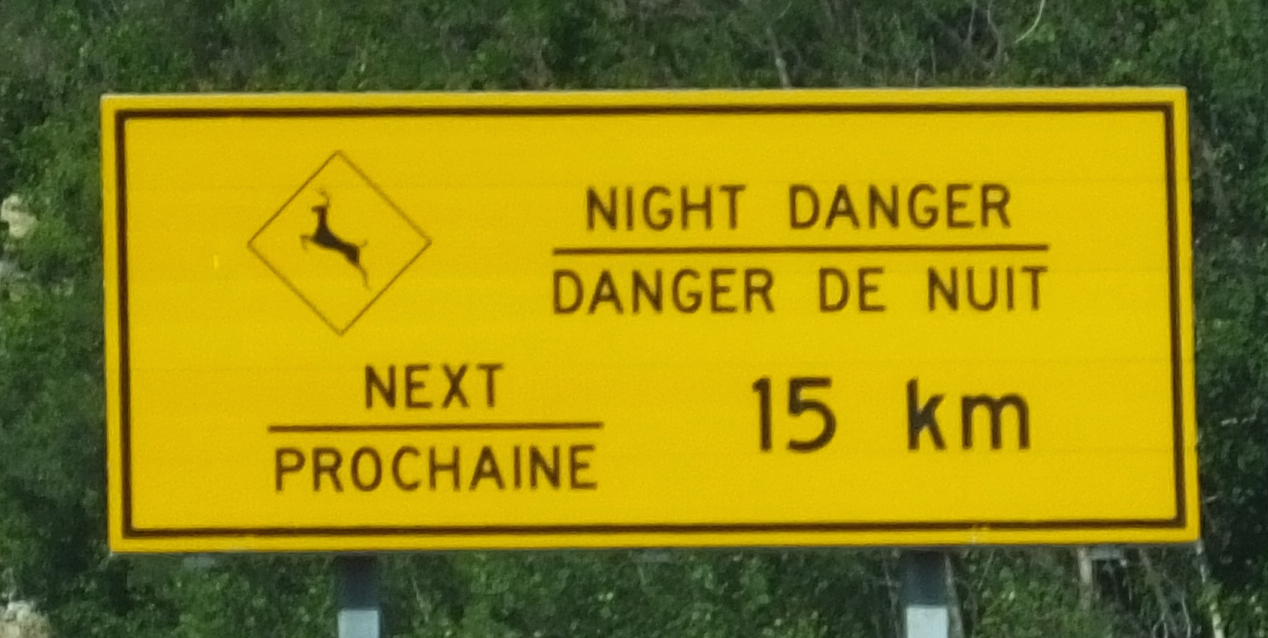 NIGHT DANGER
DANGER DE NUIT
NEXT
PROCHAINE
15 km